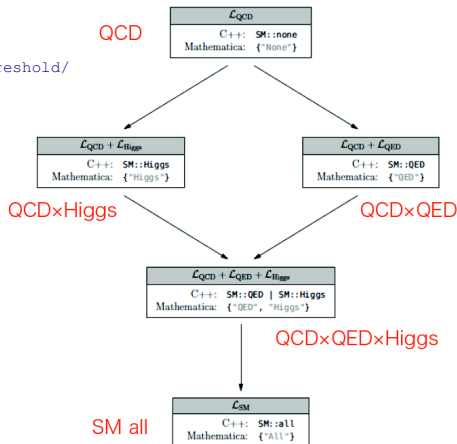 𝓛QCD
QCD
C++: SM::none
Mathematica: {"None"}
reshold/
𝓛QCD + 𝓛Higgs
C++: SM::Higgs
Mathematica: {"Higgs"}
𝓛QCD + 𝓛QED
C++: SM::QED
Mathematica: {"QED"}
QCD×Higgs
QCD×QED
𝓛QCD + 𝓛QED + 𝓛Higgs
C++: SM::QED | SM::Higgs
Mathematica: {"QED", "Higgs"}
QCD×QED×Higgs
𝓛SM
SM all
C++: SM::all
Mathematica: {"All"}